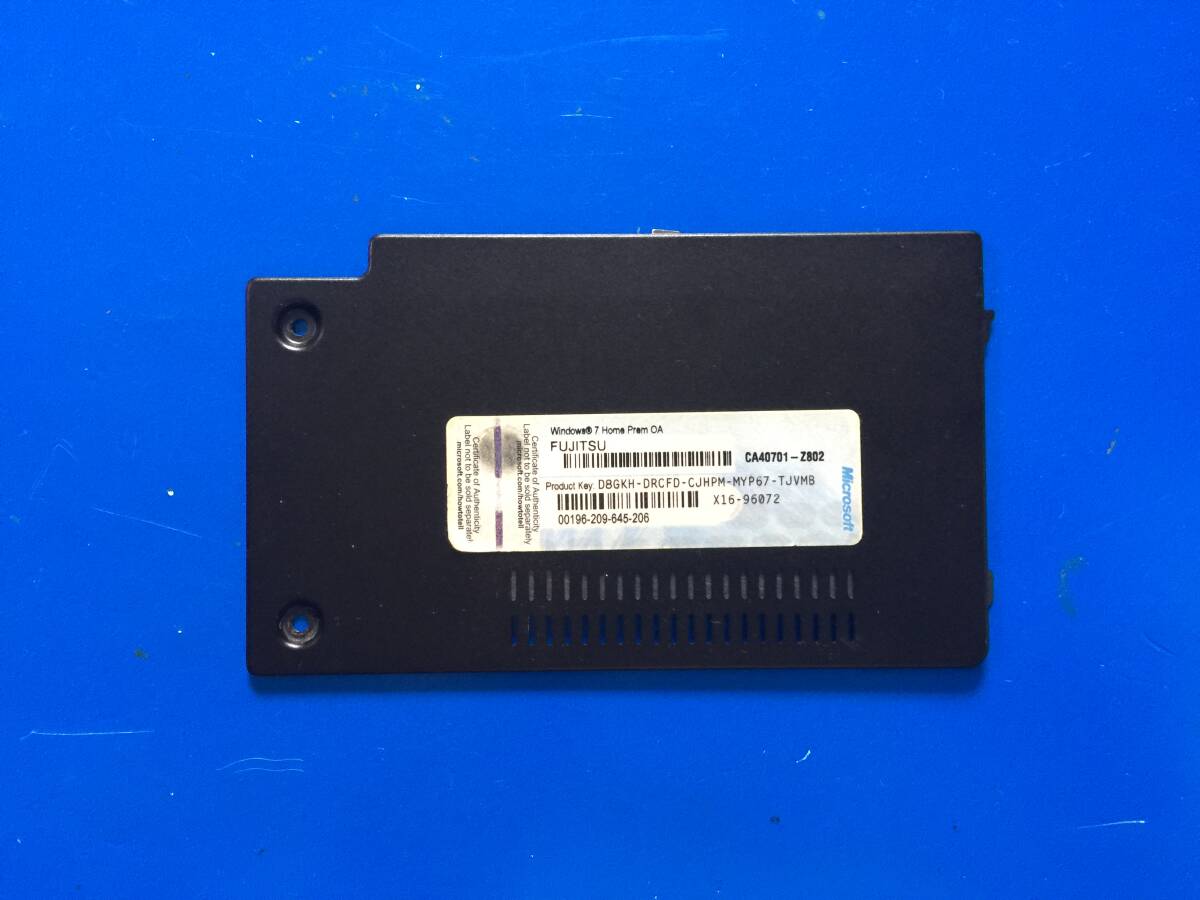 Certificate of Authenticity
Label not to be sold separately
microsoft.com/howtotell
Certificate of Authenticity
Label not to be sold separately
microsoft.com/howtotell
Windows® 7 Home Prem OA
FUJITSU
CA40701-Z802
Product Key: D8GKH-DRCFD-CJHPM-MYP67-TJVMB
X16-96072
00196-209-645-206
Microsoft